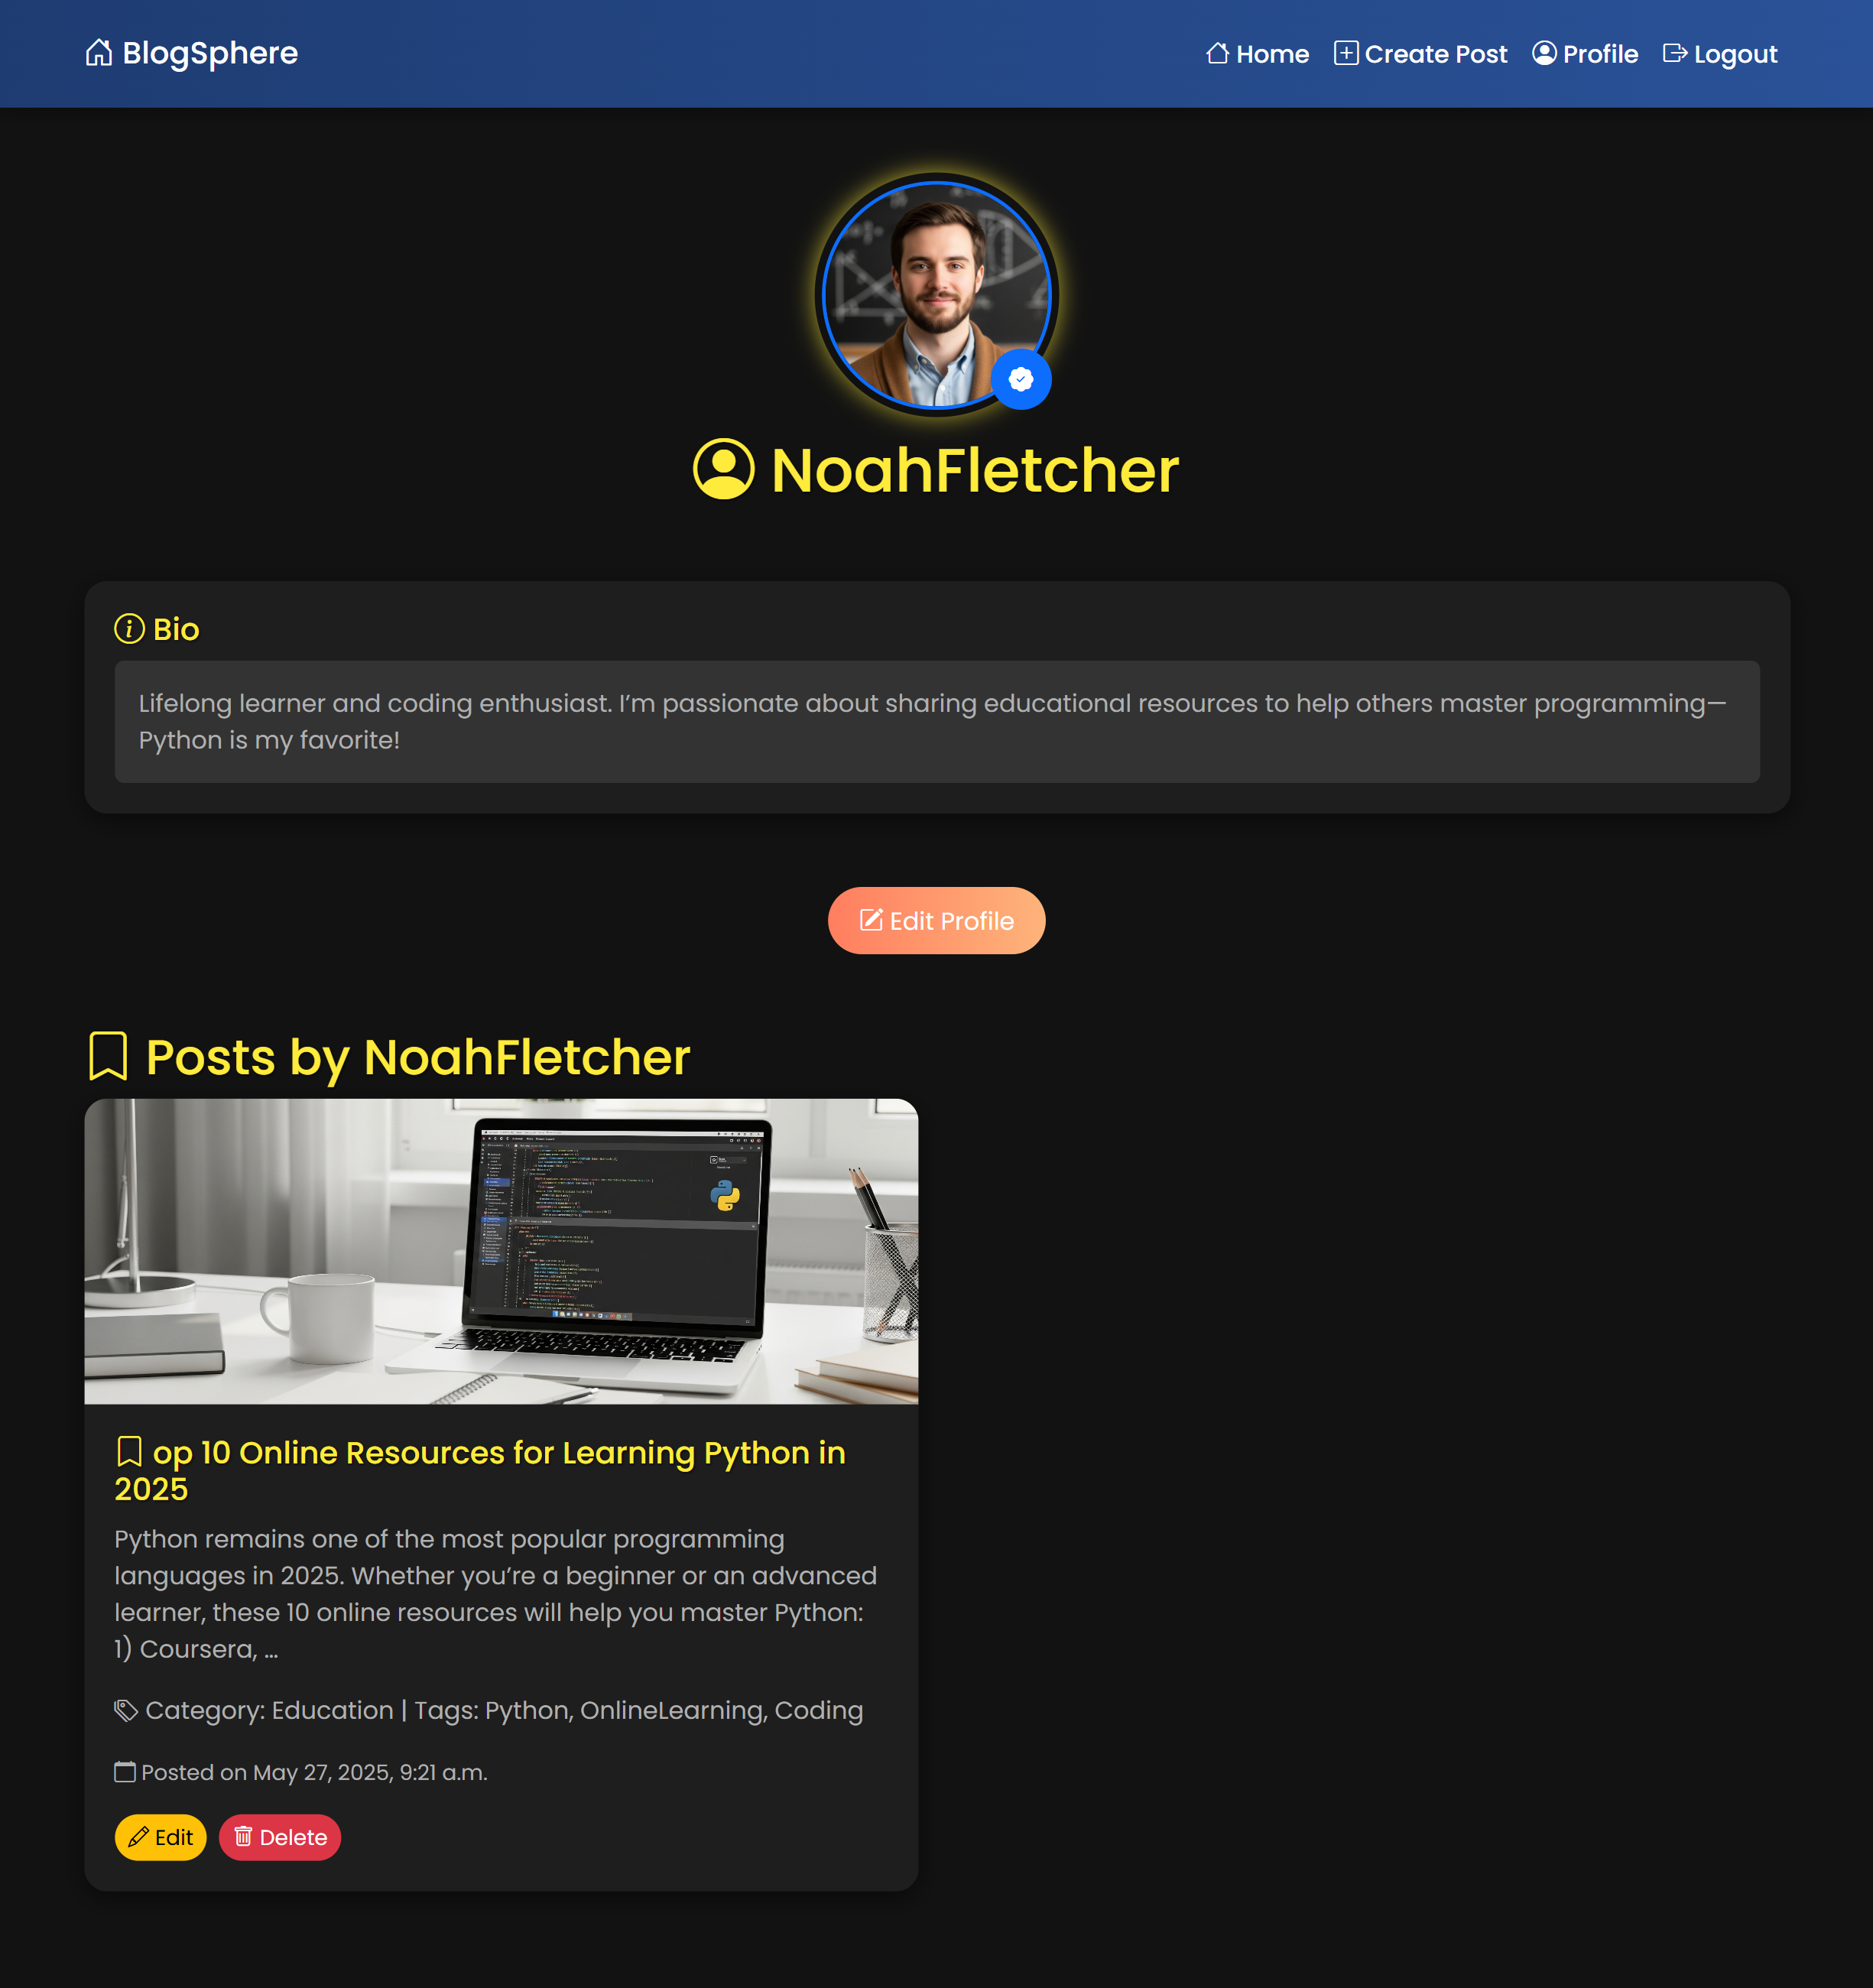 BlogSphere
Home Create Post Profile Logout
NoahFletcher
Bio
Lifelong learner and coding enthusiast. I’m passionate about sharing educational resources to help others master programming—
Python is my favorite!
Edit Profile
Posts by NoahFletcher
op 10 Online Resources for Learning Python in
2025
Python remains one of the most popular programming
languages in 2025. Whether you’re a beginner or an advanced
learner, these 10 online resources will help you master Python:
1) Coursera, …
Category: Education | Tags: Python, OnlineLearning, Coding
Posted on May 27, 2025, 9:21 a.m.
Edit Delete